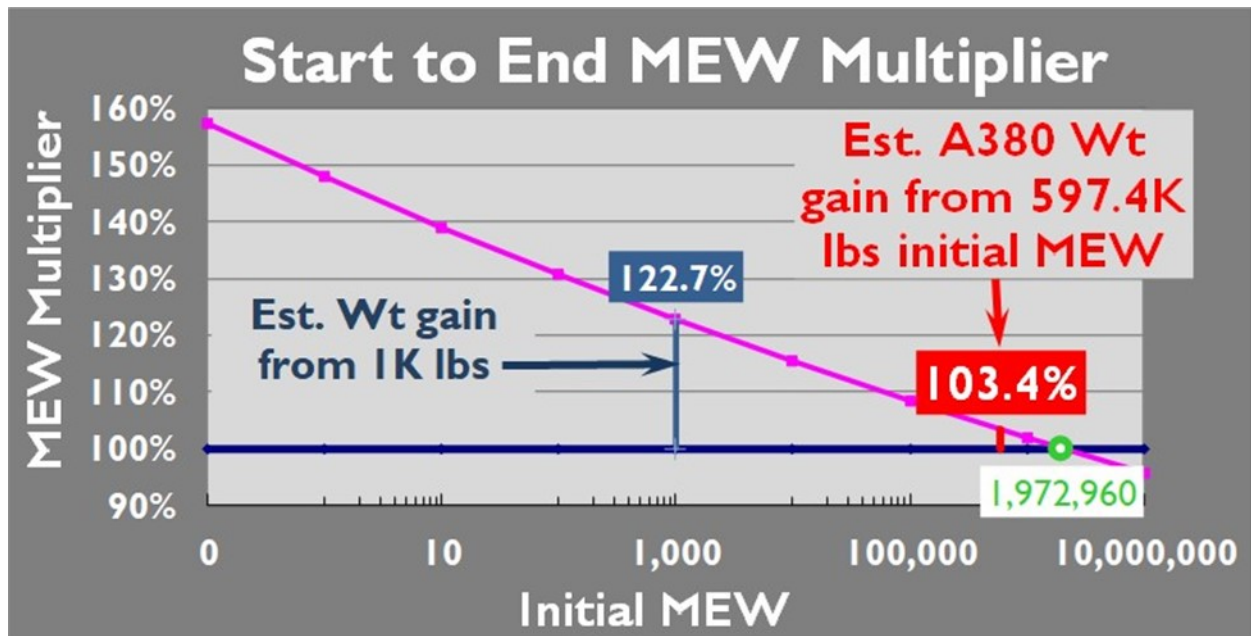 Start to End MEW Multiplier
MEW Multiplier
160%
150%
140%
130%
120%
110%
100%
90%
Est. A380 Wt
gain from 597.4K
lbs initial MEW
122.7%
Est. Wt gain
from 1K lbs
103.4%
1,972,960
0
10
1,000
100,000
10,000,000
Initial MEW